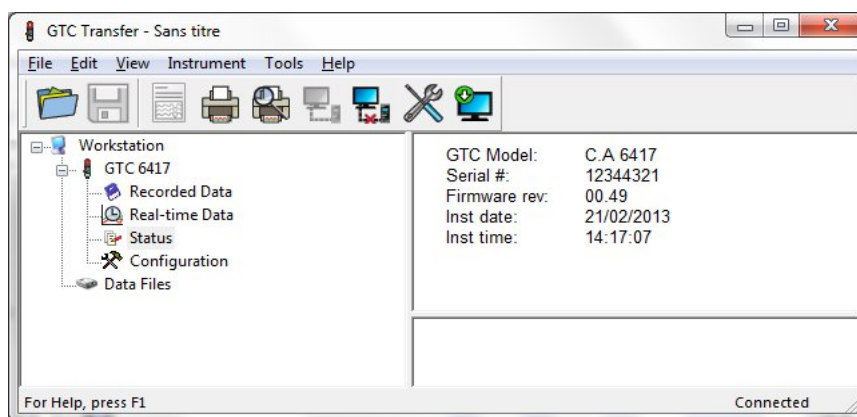 GTC Transfer - Sans titre
File Edit View Instrument Tools Help
Workstation
GTC 6417
Recorded Data
Real-time Data
Status
Configuration
Data Files
GTC Model: C.A 6417
Serial #: 12344321
Firmware rev: 00.49
Inst date: 21/02/2013
Inst time: 14:17:07
For Help, press F1 Connected